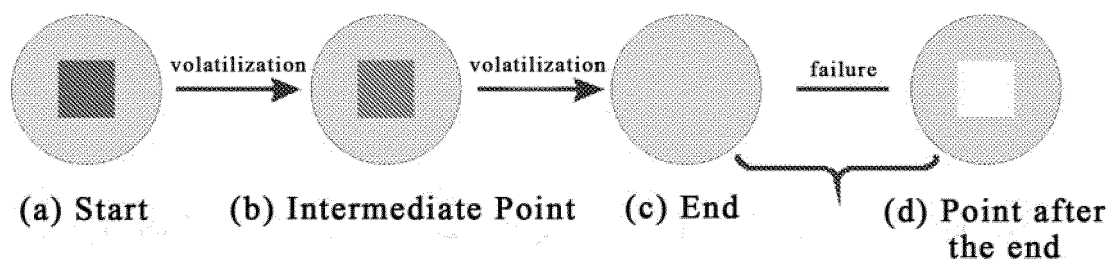 volatilization
volatilization
failure
(a) Start
(b) Intermediate Point
(c) End
(d) Point after
the end